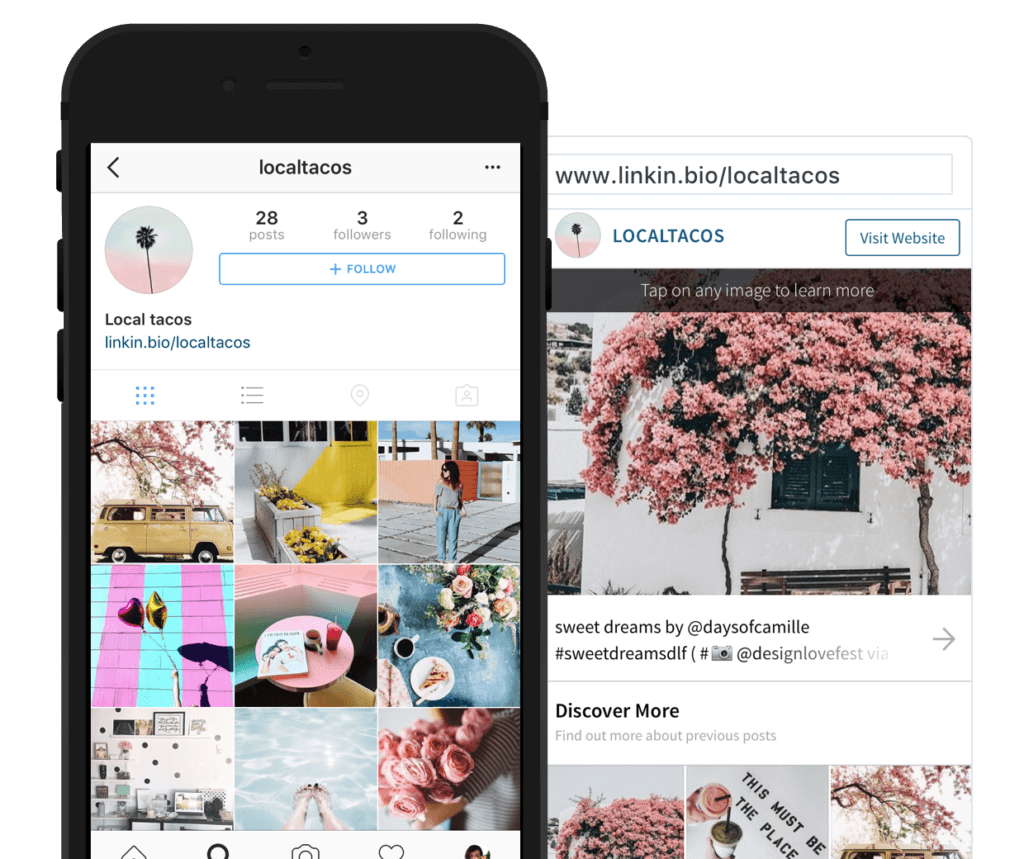 localtacos
28
3
2
posts
followers
following
+ FOLLOW
Local tacos
linkin.bio/localtacos
www.linkin.bio/localtacos
LOCALTACOS
Visit Website
Tap on any image to learn more
sweet dreams by @daysofcamille
#sweetdreamsdlf ( #📷 @designlovefest via
Discover More
Find out more about previous posts
THIS MUST BE
THE PLACE